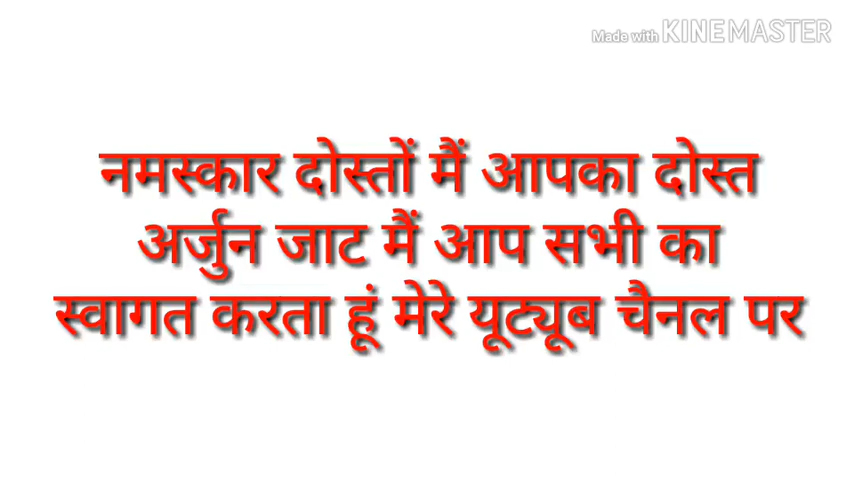 Made with KINEMASTER
नमस्कार दोस्तों मैं आपका दोस्त
अर्जुन जाट मैं आप सभी का
स्वागत करता हूं मेरे यूट्यूब चैनल पर